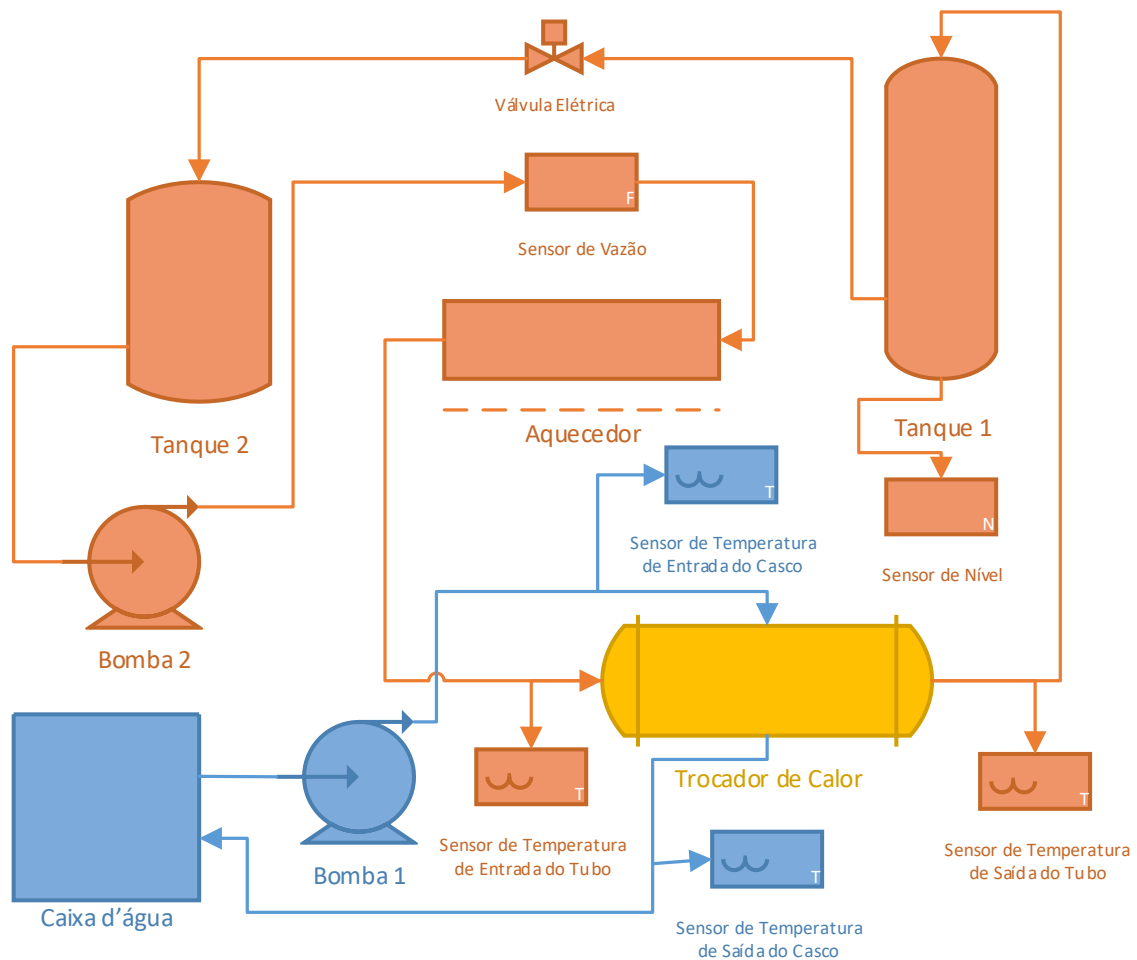 Válvula Elétrica
F
Sensor de Vazão
Tanque 2
Aquecedor
Tanque 1
T
Sensor de Temperatura
de Entrada do Casco
N
Sensor de Nível
Bomba 2
Trocador de Calor
T
Sensor de Temperatura
de Entrada do Tubo
T
Sensor de Temperatura
de Saída do Tubo
Bomba 1
T
Caixa d’água
Sensor de Temperatura
de Saída do Casco